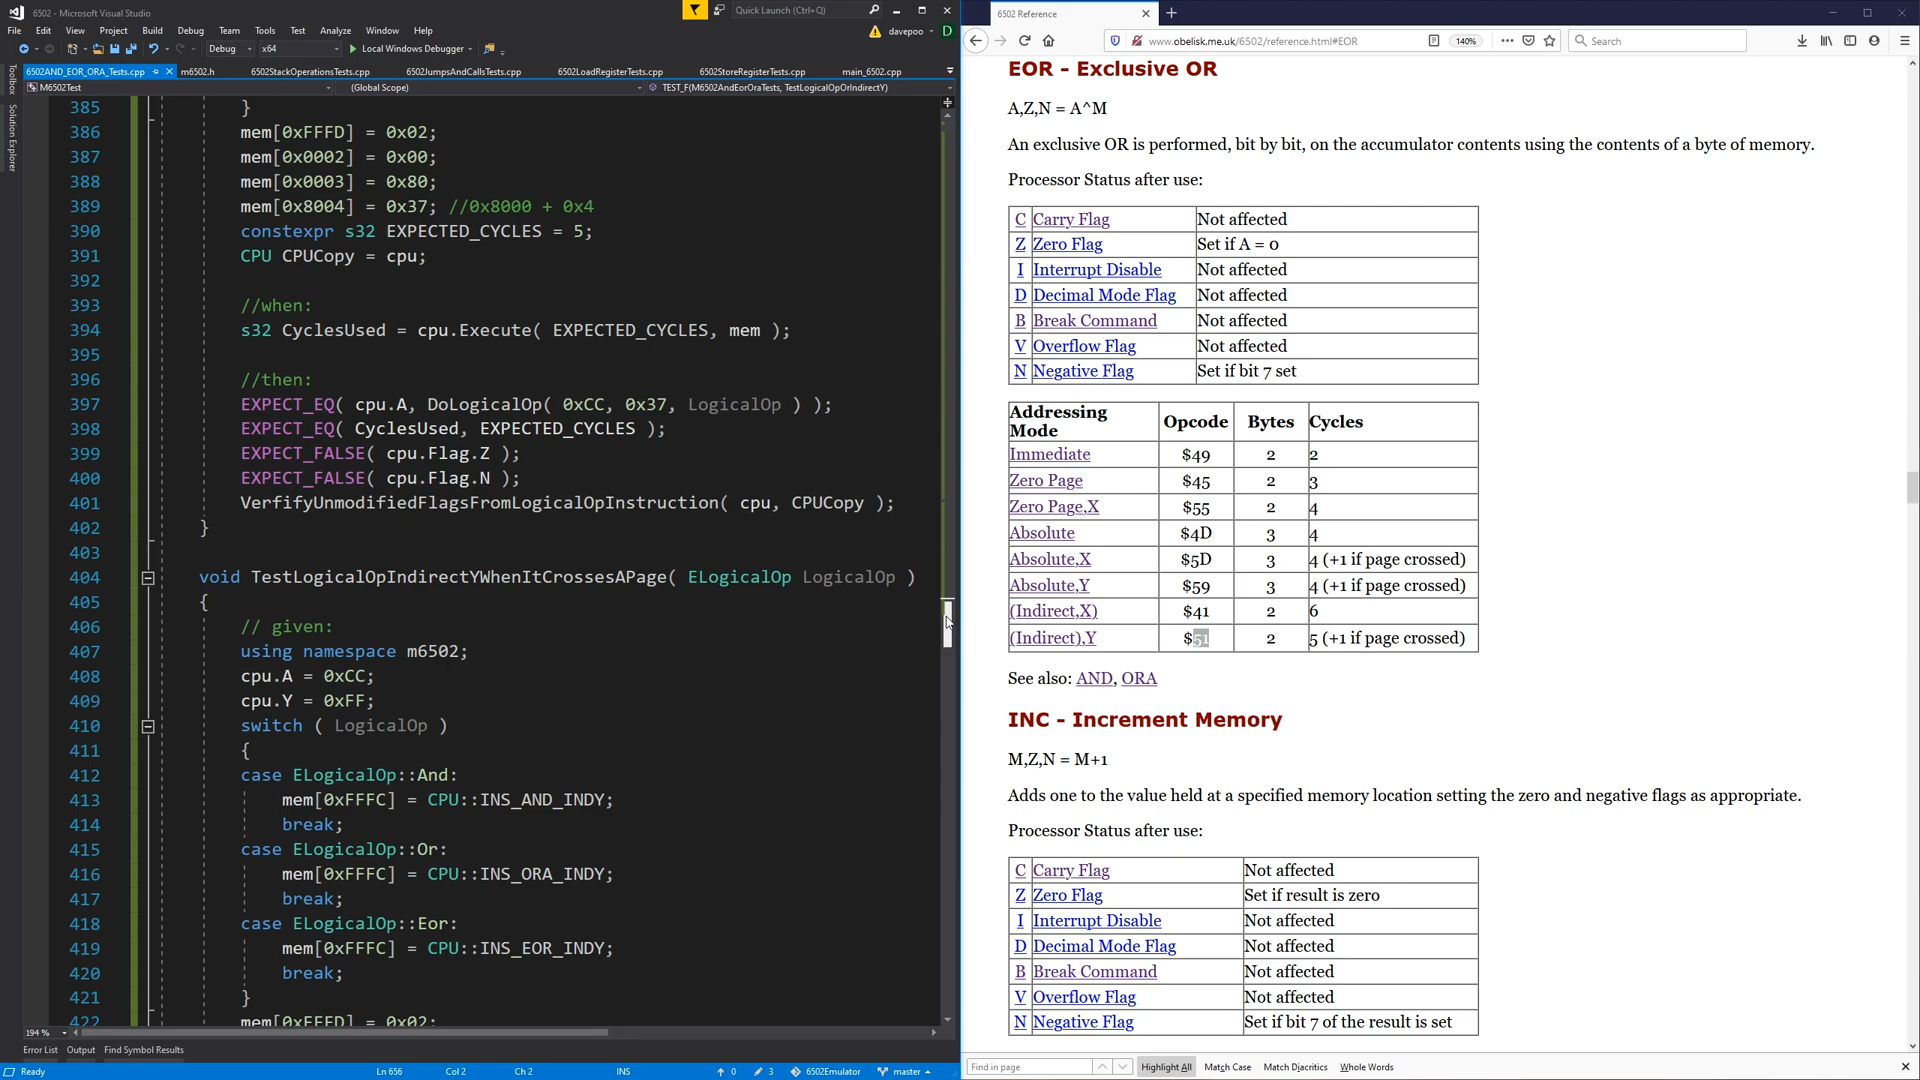 6502 - Microsoft Visual Studio
Quick Launch (Ctrl+Q)
File Edit View Project Build Debug Team Tools Test Analyze Window Help
davepoo D
Debug x64 Local Windows Debugger
6502AND_EOR_ORA_Tests.cpp m6502.h 6502StackOperationsTests.cpp 6502JumpsAndCallsTests.cpp 6502LoadRegisterTests.cpp 6502StoreRegisterTests.cpp main_6502.cpp
M6502Test (Global Scope) TEST_F(M6502AndEorOraTests, TestLogicalOpOrIndirectY)
Toolbox
Solution Explorer
385 }
386 mem[0xFFFD] = 0x02;
387 mem[0x0002] = 0x00;
388 mem[0x0003] = 0x80;
389 mem[0x8004] = 0x37; //0x8000 + 0x4
390 constexpr s32 EXPECTED_CYCLES = 5;
391 CPU CPUCopy = cpu;
392
393 //when:
394 s32 CyclesUsed = cpu.Execute( EXPECTED_CYCLES, mem );
395
396 //then:
397 EXPECT_EQ( cpu.A, DoLogicalOp( 0xCC, 0x37, LogicalOp ) );
398 EXPECT_EQ( CyclesUsed, EXPECTED_CYCLES );
399 EXPECT_FALSE( cpu.Flag.Z );
400 EXPECT_FALSE( cpu.Flag.N );
401 VerfifyUnmodifiedFlagsFromLogicalOpInstruction( cpu, CPUCopy );
402 }
403
404 void TestLogicalOpIndirectYWhenItCrossesAPage( ELogicalOp LogicalOp )
405 {
406 // given:
407 using namespace m6502;
408 cpu.A = 0xCC;
409 cpu.Y = 0xFF;
410 switch ( LogicalOp )
411 {
412 case ELogicalOp::And:
413 mem[0xFFFC] = CPU::INS_AND_INDY;
414 break;
415 case ELogicalOp::Or:
416 mem[0xFFFC] = CPU::INS_ORA_INDY;
417 break;
418 case ELogicalOp::Eor:
419 mem[0xFFFC] = CPU::INS_EOR_INDY;
420 break;
421 }
422 mem[0xFFFD] = 0x02;
194 %
Error List Output Find Symbol Results
Ready Ln 656 Col 2 Ch 2 INS 0 3 6502Emulator master
6502 Reference
www.obelisk.me.uk/6502/reference.html#EOR 140% Search
EOR - Exclusive OR
A,Z,N = A^M
An exclusive OR is performed, bit by bit, on the accumulator contents using the contents of a byte of memory.
Processor Status after use:
C Carry Flag Not affected
Z Zero Flag Set if A = 0
I Interrupt Disable Not affected
D Decimal Mode Flag Not affected
B Break Command Not affected
V Overflow Flag Not affected
N Negative Flag Set if bit 7 set
Addressing Mode Opcode Bytes Cycles
Immediate $49 2 2
Zero Page $45 2 3
Zero Page,X $55 2 4
Absolute $4D 3 4
Absolute,X $5D 3 4 (+1 if page crossed)
Absolute,Y $59 3 4 (+1 if page crossed)
(Indirect,X) $41 2 6
(Indirect),Y $51 2 5 (+1 if page crossed)
See also: AND, ORA
INC - Increment Memory
M,Z,N = M+1
Adds one to the value held at a specified memory location setting the zero and negative flags as appropriate.
Processor Status after use:
C Carry Flag Not affected
Z Zero Flag Set if result is zero
I Interrupt Disable Not affected
D Decimal Mode Flag Not affected
B Break Command Not affected
V Overflow Flag Not affected
N Negative Flag Set if bit 7 of the result is set
Find in page Highlight All Match Case Match Diacritics Whole Words